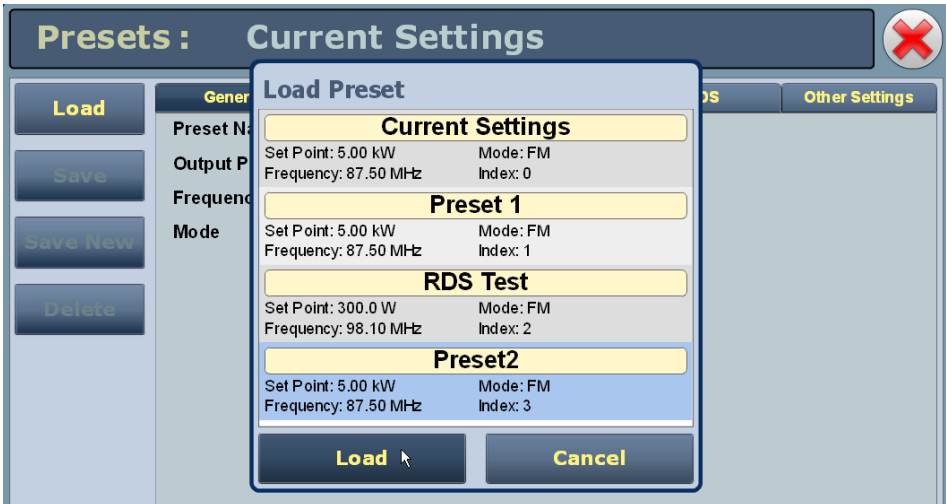 Presets: Current Settings
Load Preset
Load
Save
Save New
Delete
Gener
DS
Other Settings
Preset Na
Output P
Frequenc
Mode
Current Settings
Set Point: 5.00 kW Mode: FM
Frequency: 87.50 MHz Index: 0
Preset 1
Set Point: 5.00 kW Mode: FM
Frequency: 87.50 MHz Index: 1
RDS Test
Set Point: 300.0 W Mode: FM
Frequency: 98.10 MHz Index: 2
Preset2
Set Point: 5.00 kW Mode: FM
Frequency: 87.50 MHz Index: 3
Load Cancel